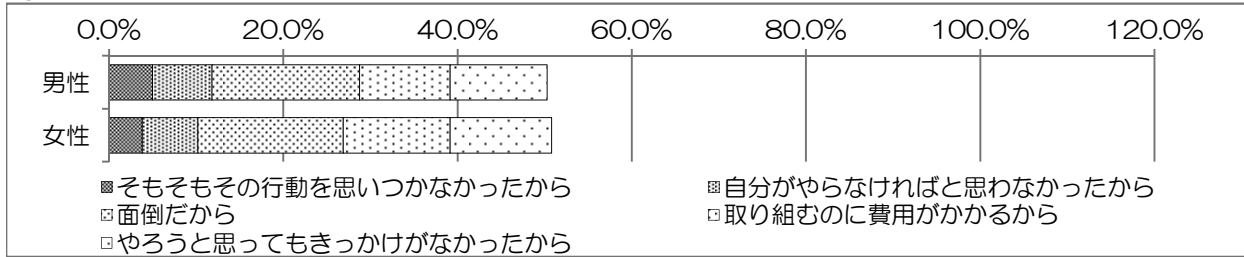 0.0% 20.0% 40.0% 60.0% 80.0% 100.0% 120.0%
男性
女性
そもそもその行動を思いつかなかったから 自分がやらなければと思わなかったから
面倒だから 取り組むのに費用がかかるから
やろうと思ってもきっかけがなかったから